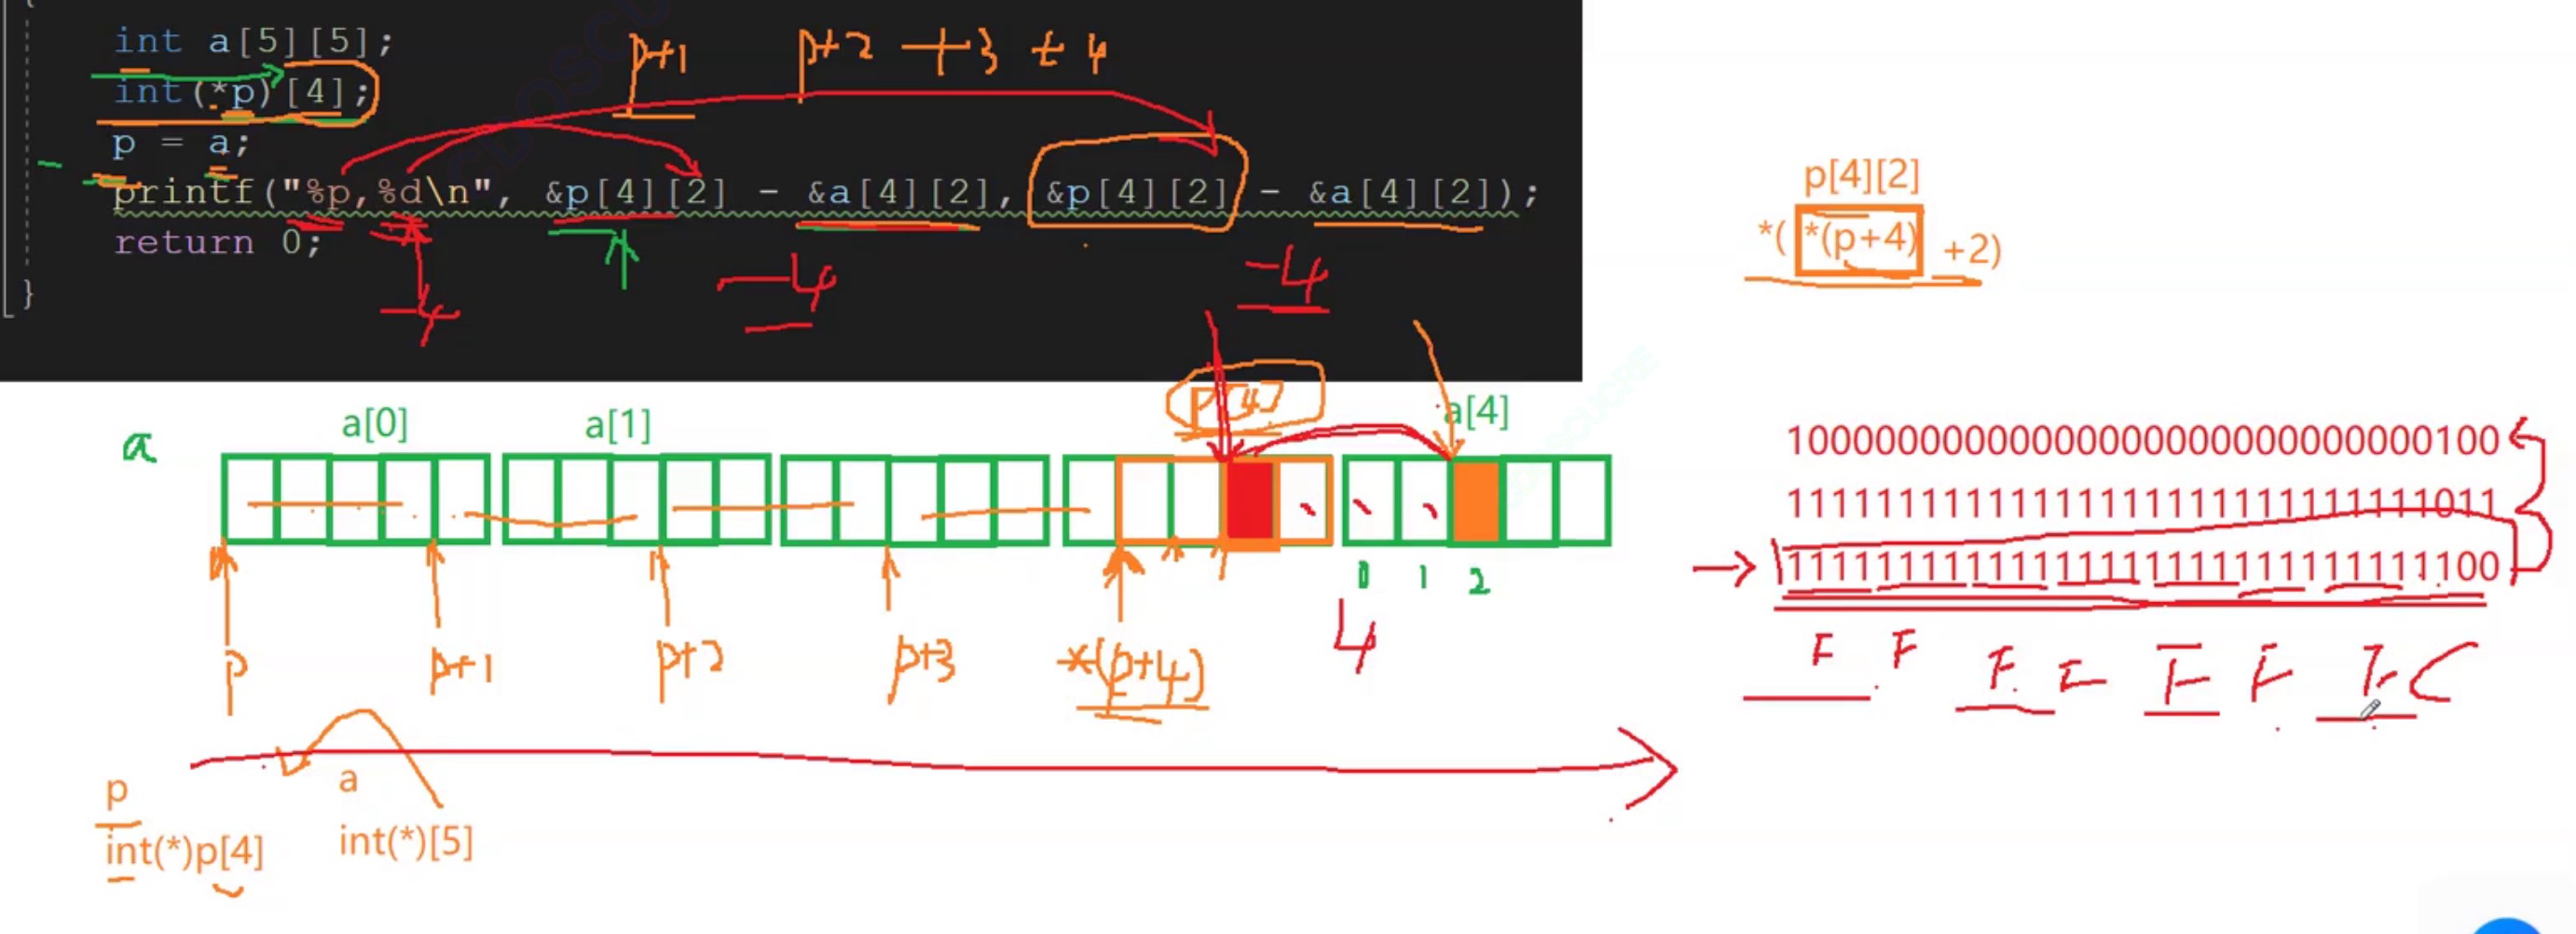 int a[5][5];
int(*p)[4];
p = a;
printf("%p,%d\n", &p[4][2] - &a[4][2], &p[4][2] - &a[4][2]);
return 0;
}
p+1
p+2 +3 +4
-4
-4
-4
p[4][2]
*( *(p+4) +2)
a
a[0]
a[1]
p[4]
a[4]
0 1 2
4
p
p+1
p+2
p+3
*(p+4)
10000000000000000000000000000100
11111111111111111111111111111011
11111111111111111111111111111100
F F F F F F F C
p
int(*)p[4]
a
int(*)[5]